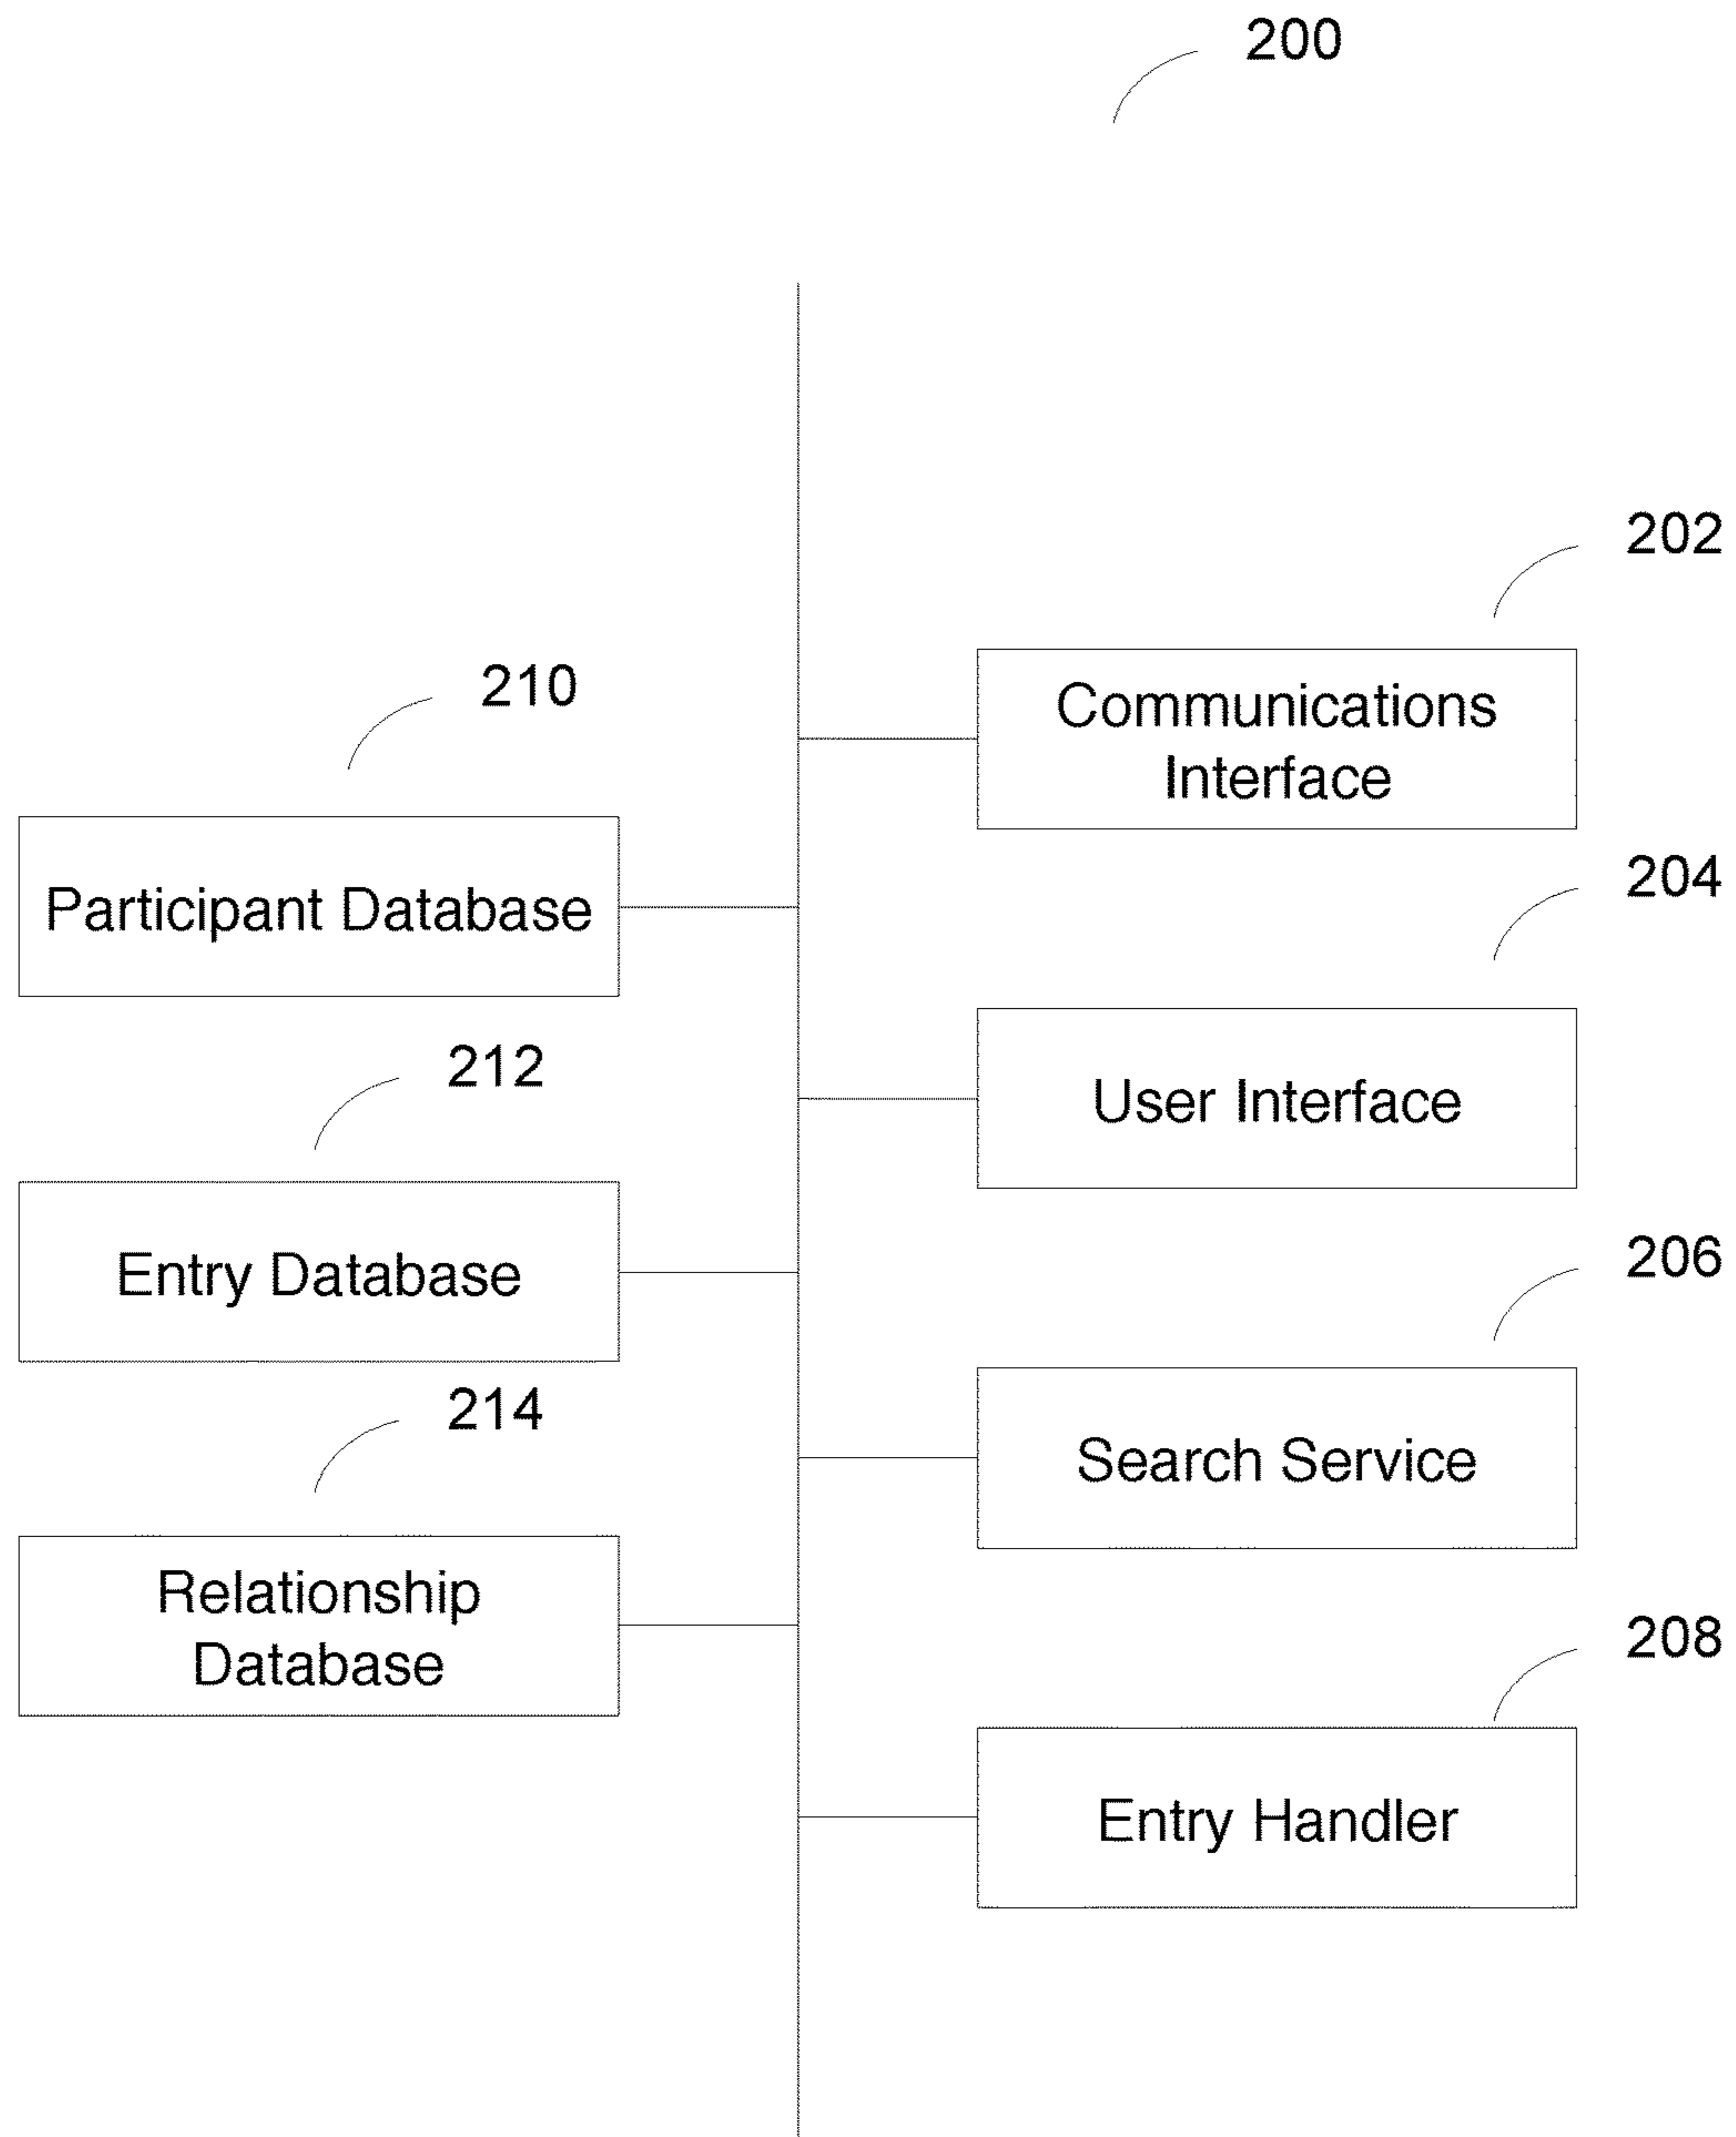 200
202
Communications
Interface
210
Participant Database
204
User Interface
212
Entry Database
206
Search Service
214
Relationship
Database
208
Entry Handler